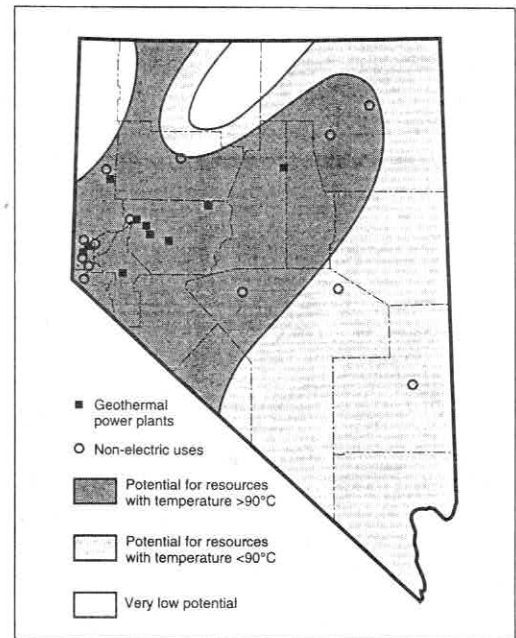 Geothermal
power plants
Non-electric uses
Potential for resources
with temperature >90°C
Potential for resources
with temperature <90°C
Very low potential